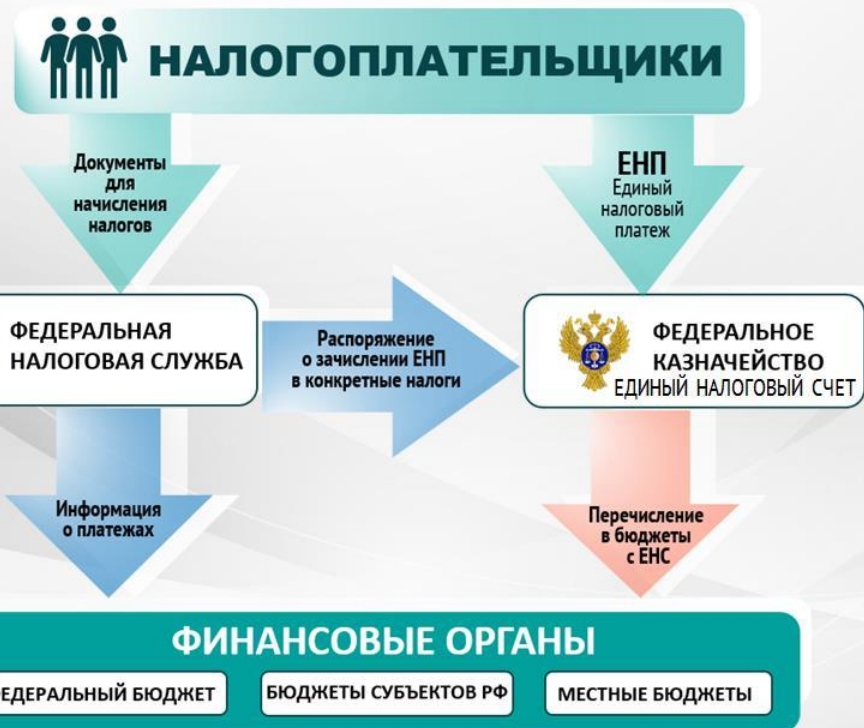 НАЛОГОПЛАТЕЛЬЩИКИ
Документы
для
начисления
налогов
ЕНП
Единый
налоговый
платеж
ФЕДЕРАЛЬНАЯ
НАЛОГОВАЯ СЛУЖБА
Распоряжение
о зачислении ЕНП
в конкретные налоги
ФЕДЕРАЛЬНОЕ
КАЗНАЧЕЙСТВО
ЕДИНЫЙ НАЛОГОВЫЙ СЧЕТ
Информация
о платежах
Перечисление
в бюджеты
с ЕНС
ФИНАНСОВЫЕ ОРГАНЫ
ЕДЕРАЛЬНЫЙ БЮДЖЕТ
БЮДЖЕТЫ СУБЪЕКТОВ РФ
МЕСТНЫЕ БЮДЖЕТЫ